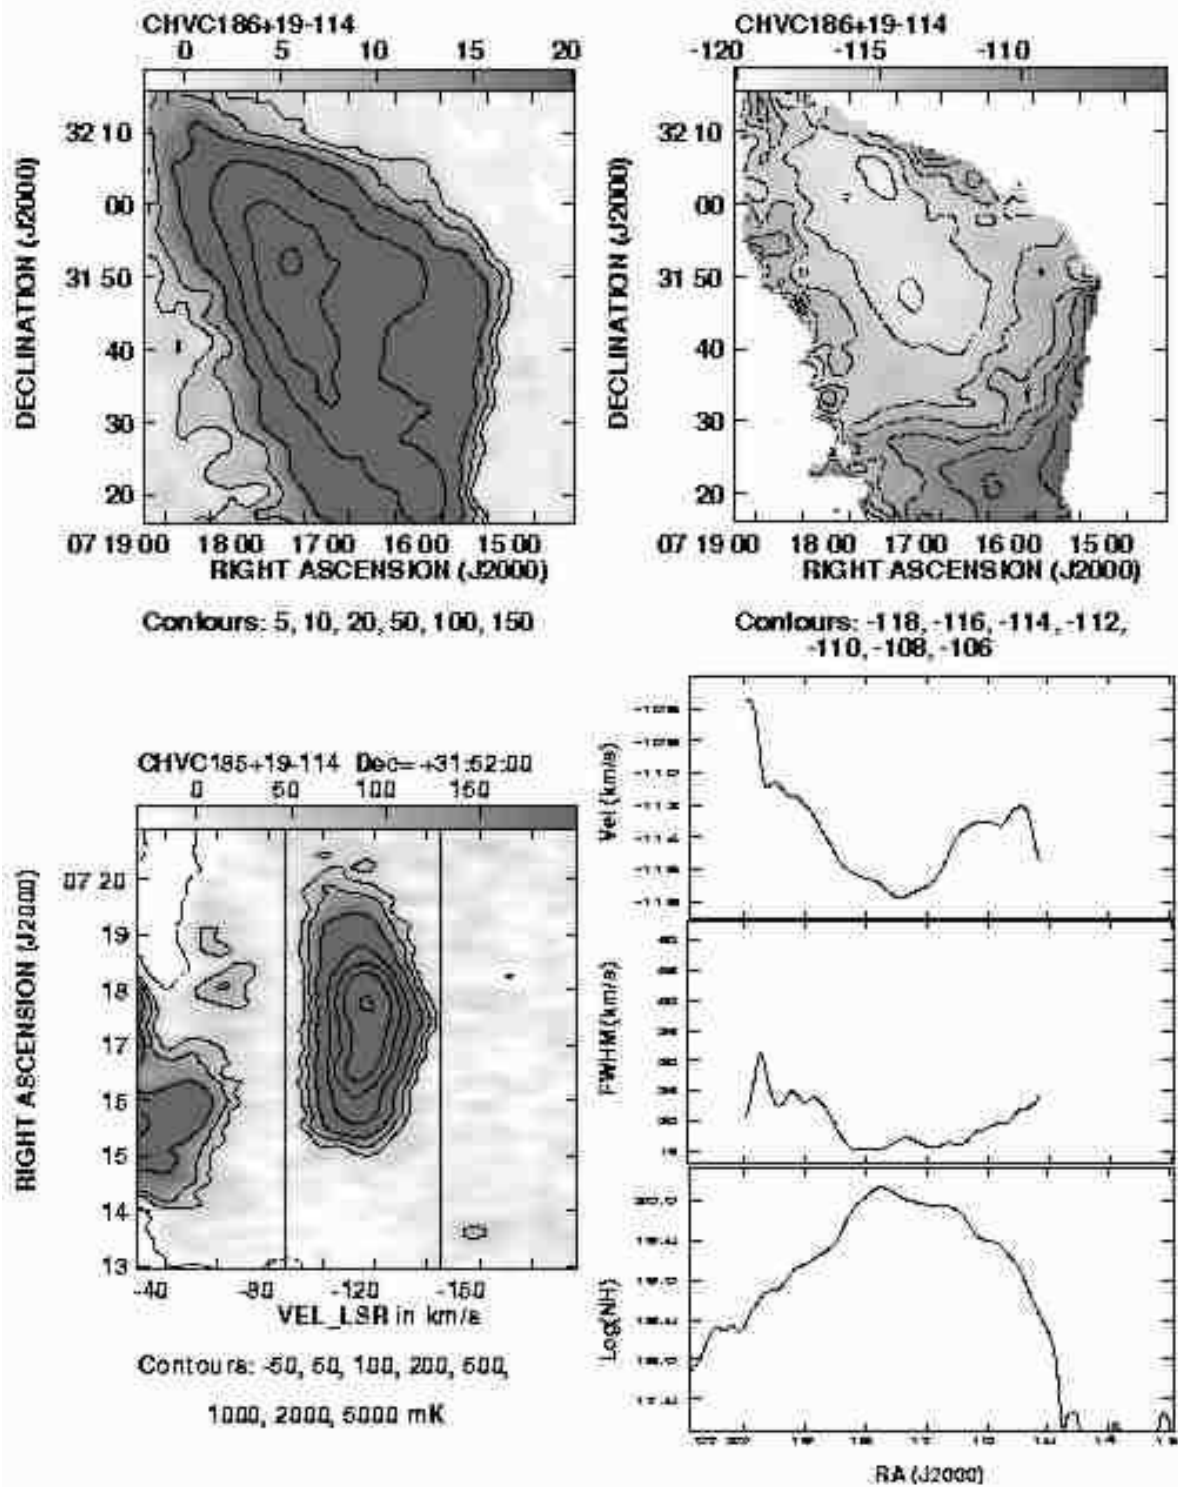 CHVC186+19-114
0 5 10 15 20
32 10
00
31 50
40
30
20
DECLINATION (J2000)
07 19 00 18 00 17 00 16 00 15 00
RIGHT ASCENSION (J2000)
Contours: 5, 10, 20, 50, 100, 150
CHVC186+19-114
-120 -115 -110
32 10
00
31 50
40
30
20
DECLINATION (J2000)
07 19 00 18 00 17 00 16 00 15 00
RIGHT ASCENSION (J2000)
Contours: -118, -116, -114, -112,
-110, -108, -106
CHVC185+19-114 Dec= +31:52:00
0 50 100 150
07 20
19
18
17
16
15
14
13
RIGHT ASCENSION (J2000)
-40 -80 -120 -160
VEL_LSR in km/s
Contours: -50, 50, 100, 200, 500,
1000, 2000, 5000 mK
Vel (km/s)
FWHM (km/s)
Log(NH)
RA (J2000)